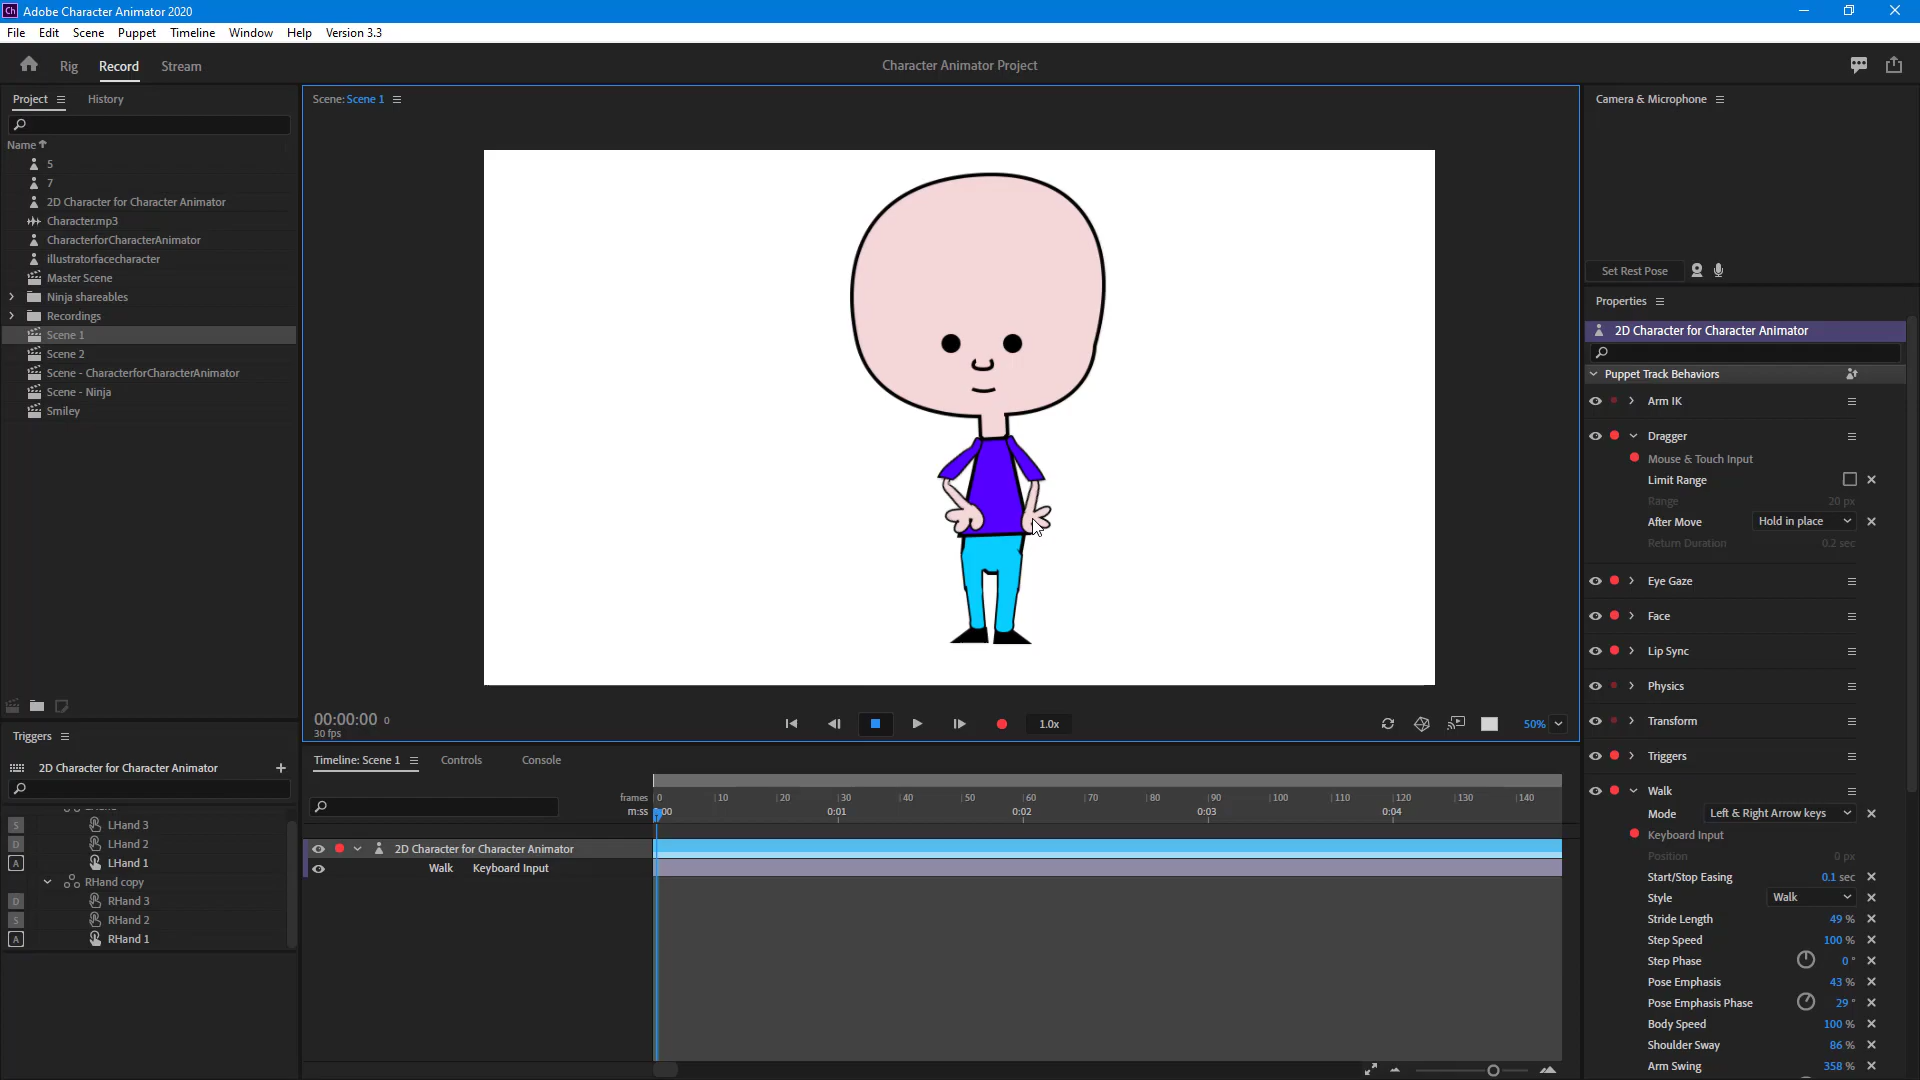 Ch Adobe Character Animator 2020
File Edit Scene Puppet Timeline Window Help Version 3.3
Rig Record Stream
Character Animator Project
Project History
Name
5
7
2D Character for Character Animator
Character.mp3
CharacterforCharacterAnimator
illustratorfacecharacter
Master Scene
Ninja shareables
Recordings
Scene 1
Scene 2
Scene - CharacterforCharacterAnimator
Scene - Ninja
Smiley
Triggers
2D Character for Character Animator
S LHand 3
D LHand 2
A LHand 1
RHand copy
D RHand 3
S RHand 2
A RHand 1
Scene: Scene 1
00:00:00 0
30 fps
1.0x
50%
Timeline: Scene 1 Controls Console
frames 0 10 20 30 40 50 60 70 80 90 100 110 120 130 140
m:ss 0:00 0:01 0:02 0:03 0:04
2D Character for Character Animator
Walk Keyboard Input
Camera & Microphone
Set Rest Pose
Properties
2D Character for Character Animator
Puppet Track Behaviors
Arm IK
Dragger
Mouse & Touch Input
Limit Range
Range 20 px
After Move Hold in place
Return Duration 0.2 sec
Eye Gaze
Face
Lip Sync
Physics
Transform
Triggers
Walk
Mode Left & Right Arrow keys
Keyboard Input
Position 0 px
Start/Stop Easing 0.1 sec
Style Walk
Stride Length 49 %
Step Speed 100 %
Step Phase 0 °
Pose Emphasis 43 %
Pose Emphasis Phase 29 °
Body Speed 100 %
Shoulder Sway 86 %
Arm Swing 358 %